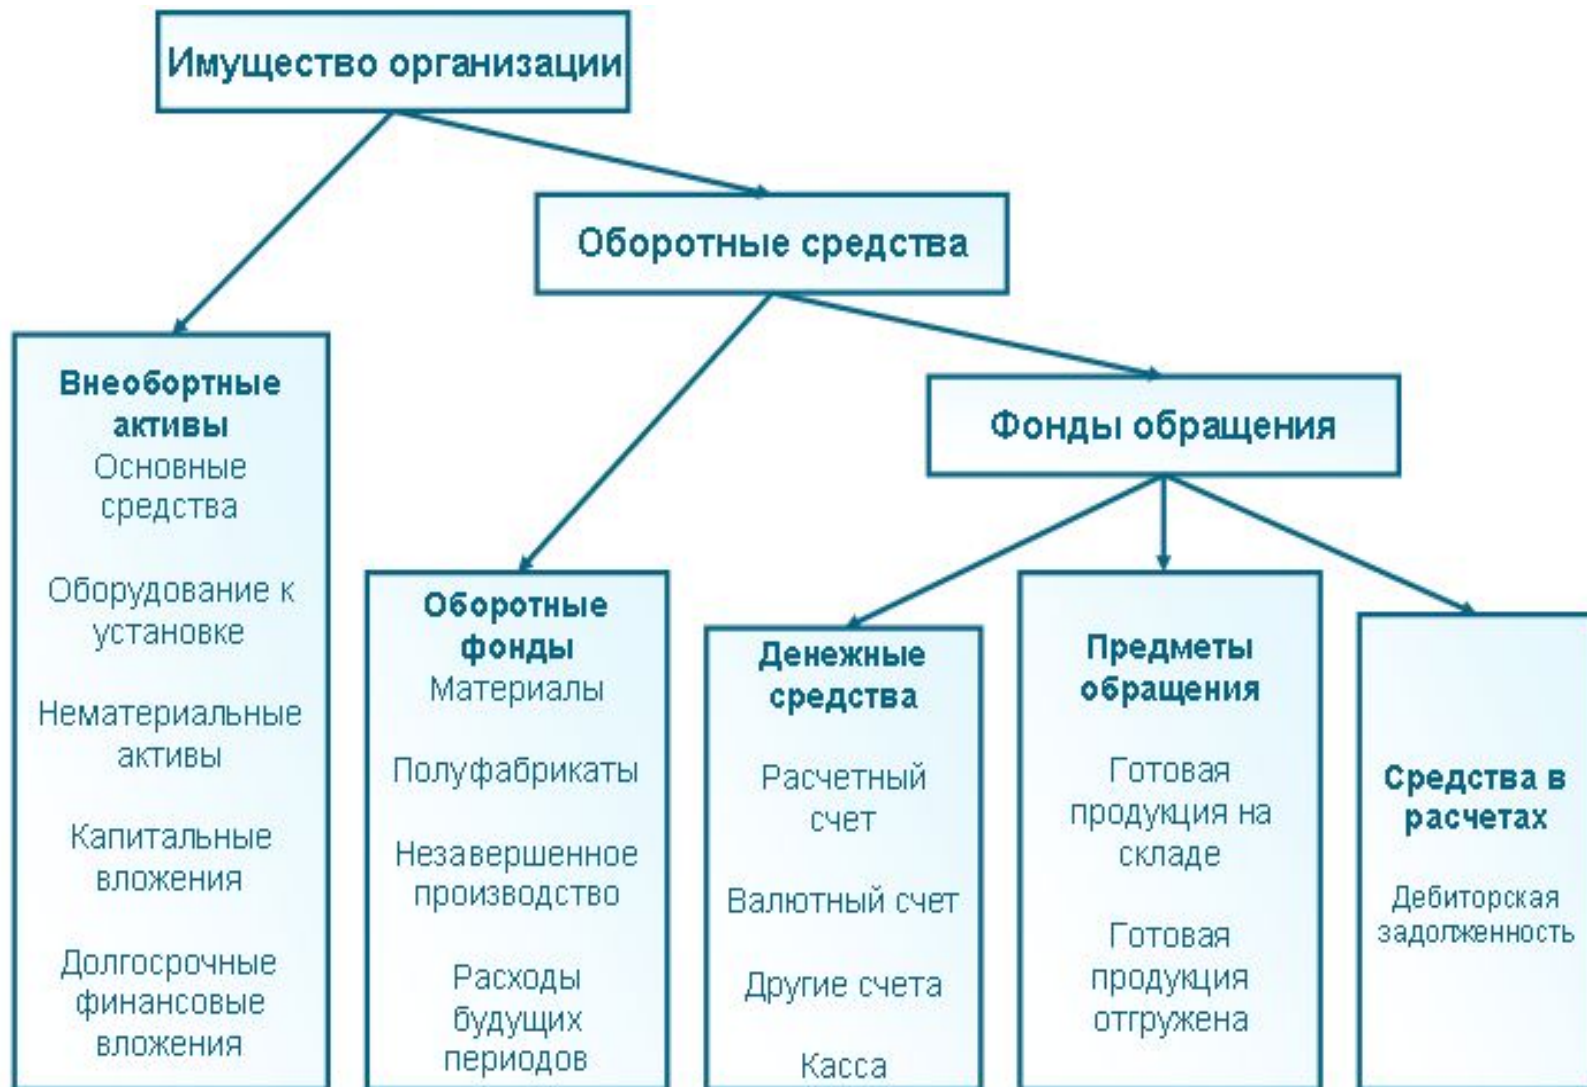 Имущество организации
Оборотные средства
Внеобортные
активы
Основные
средства
Оборудование к
установке
Нематериальные
активы
Капитальные
вложения
Долгосрочные
финансовые
вложения
Фонды обращения
Оборотные
фонды
Материалы
Полуфабрикаты
Незавершенное
производство
Расходы
будущих
периодов
Денежные
средства
Расчетный
счет
Валютный счет
Другие счета
Касса
Предметы
обращения
Готовая
продукция на
складе
Готовая
продукция
отгружена
Средства в
расчетах
Дебиторская
задолженность